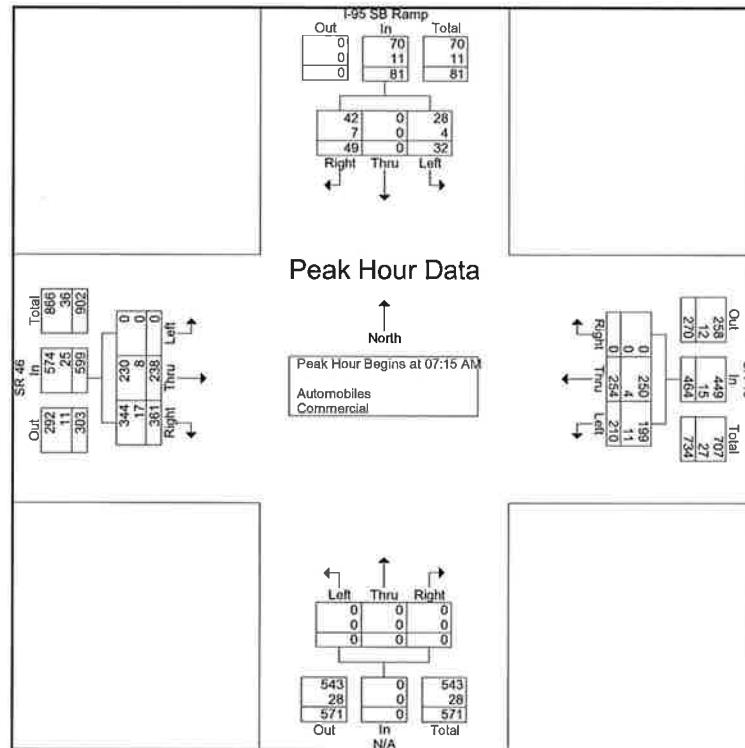 I-95 SB Ramp
Out In Total
0 70 70
0 11 11
0 81 81
42 0 28
7 0 4
49 0 32
Right Thru Left
Peak Hour Data
North
Peak Hour Begins at 07:15 AM
Automobiles
Commercial
SR 46
Total In Out
866 574 292
36 25 11
902 599 303
Left Thru Right
0 230 344
0 8 17
0 238 361
Out In Total
258 449 707
12 15 27
270 464 734
Right Thru Left
0 250 199
0 4 11
0 254 210
Left Thru Right
0 0 0
0 0 0
0 0 0
543 0 543
28 0 28
571 0 571
Out In Total
N/A